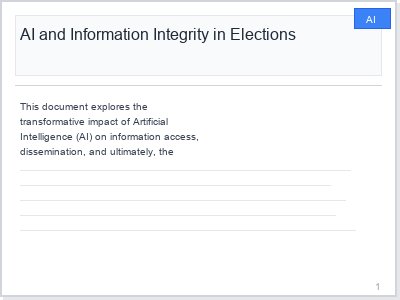 AI
AI and Information Integrity in Elections
This document explores the
transformative impact of Artificial
Intelligence (AI) on information access,
dissemination, and ultimately, the
1